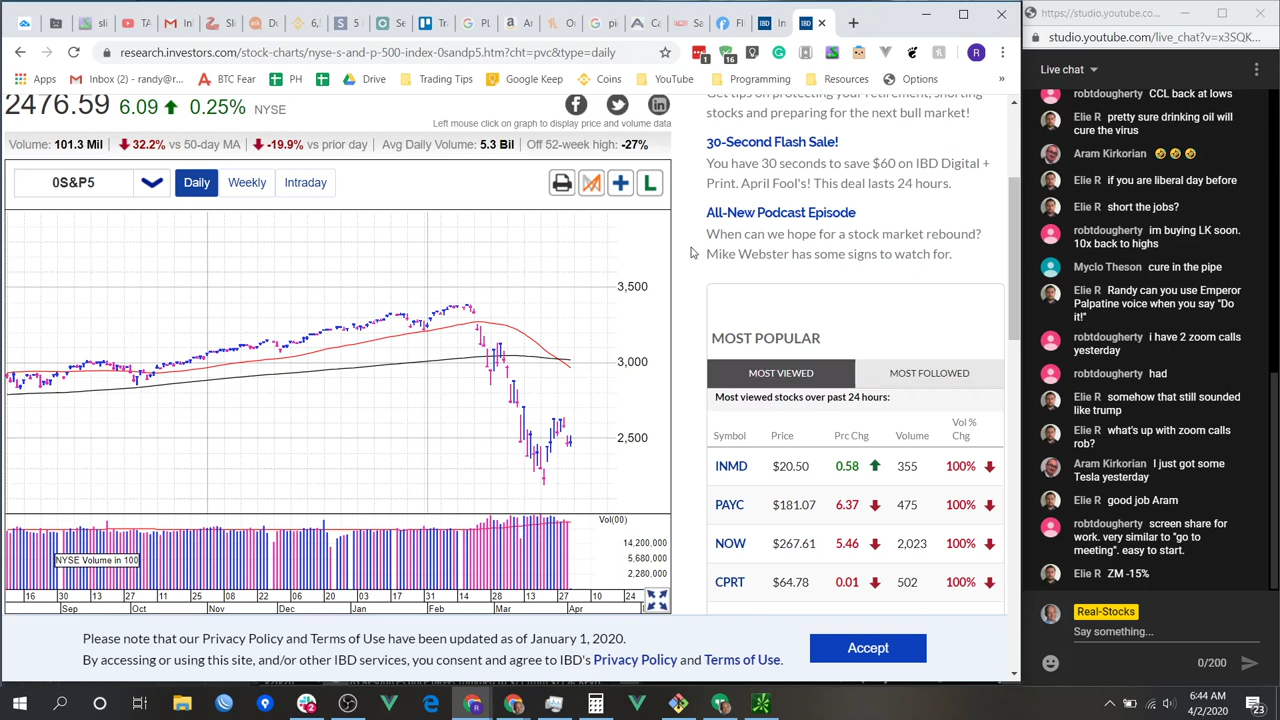 sli
TA
In
Sli
Du
6,
S
Se
Tr
PL
A
Or
pic
Ca
Sa
Fl
In
https://studio.youtube.co...
research.investors.com/stock-charts/nyse-s-and-p-500-index-0sandp5.htm?cht=pvc&type=daily
studio.youtube.com/live_chat?v=x3SQK...
Apps
Inbox (2) - randy@r...
BTC Fear
PH
Drive
Trading Tips
Google Keep
Coins
YouTube
Programming
Resources
Options
»
Live chat
2476.59 6.09 0.25% NYSE
Left mouse click on graph to display price and volume data
Volume: 101.3 Mil 32.2% vs 50-day MA -19.9% vs prior day Avg Daily Volume: 5.3 Bil Off 52-week high: -27%
0S&P5
Daily
Weekly
Intraday
L
3,500
3,000
2,500
Vol(00)
14,200,000
5,680,000
2,280,000
NYSE Volume in 100
16 30 13 27 11 25 08 22 06 20 03 17 31 14 28 13 27 10 24
Sep Oct Nov Dec Jan Feb Mar Apr
Get tips on protecting your retirement, shorting
stocks and preparing for the next bull market!
30-Second Flash Sale!
You have 30 seconds to save $60 on IBD Digital +
Print. April Fool's! This deal lasts 24 hours.
All-New Podcast Episode
When can we hope for a stock market rebound?
Mike Webster has some signs to watch for.
MOST POPULAR
MOST VIEWED
MOST FOLLOWED
Most viewed stocks over past 24 hours:
Symbol Price Prc Chg Volume Vol % Chg
INMD $20.50 0.58 355 100%
PAYC $181.07 6.37 475 100%
NOW $267.61 5.46 2,023 100%
CPRT $64.78 0.01 502 100%
Please note that our Privacy Policy and Terms of Use have been updated as of January 1, 2020.
By accessing or using this site, and/or other IBD services, you consent and agree to IBD's Privacy Policy and Terms of Use.
Accept
robtdougherty CCL back at lows
Elie R pretty sure drinking oil will
cure the virus
Aram Kirkorian 🤣 🤣 🤣
Elie R if you are liberal day before
Elie R short the jobs?
robtdougherty im buying LK soon.
10x back to highs
Myclo Theson cure in the pipe
Elie R Randy can you use Emperor
Palpatine voice when you say "Do
it!"
robtdougherty i have 2 zoom calls
yesterday
robtdougherty had
Elie R somehow that still sounded
like trump
Elie R what's up with zoom calls
rob?
Aram Kirkorian I just got some
Tesla yesterday
Elie R good job Aram
robtdougherty screen share for
work. very similar to "go to
meeting". easy to start.
Elie R ZM -15%
Real-Stocks
Say something...
0/200
6:44 AM
4/2/2020
23